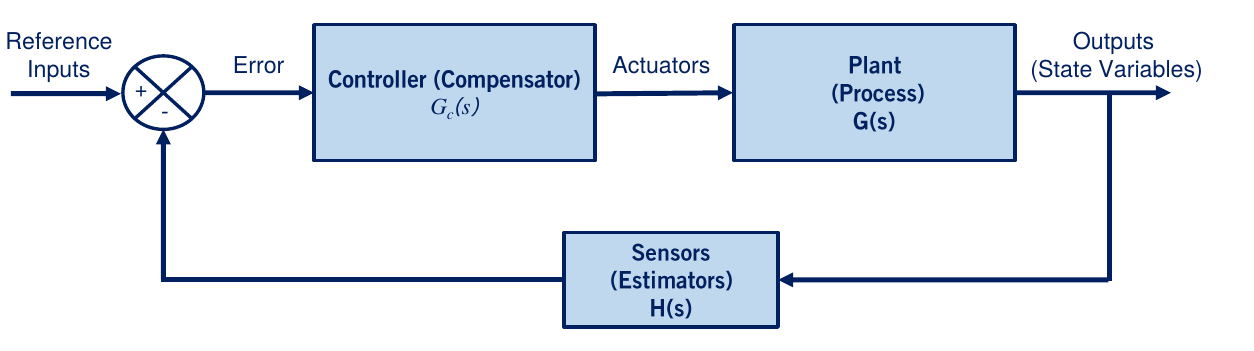 Reference
Inputs
+
-
Error
Controller (Compensator)
G_c(s)
Actuators
Plant
(Process)
G(s)
Outputs
(State Variables)
Sensors
(Estimators)
H(s)